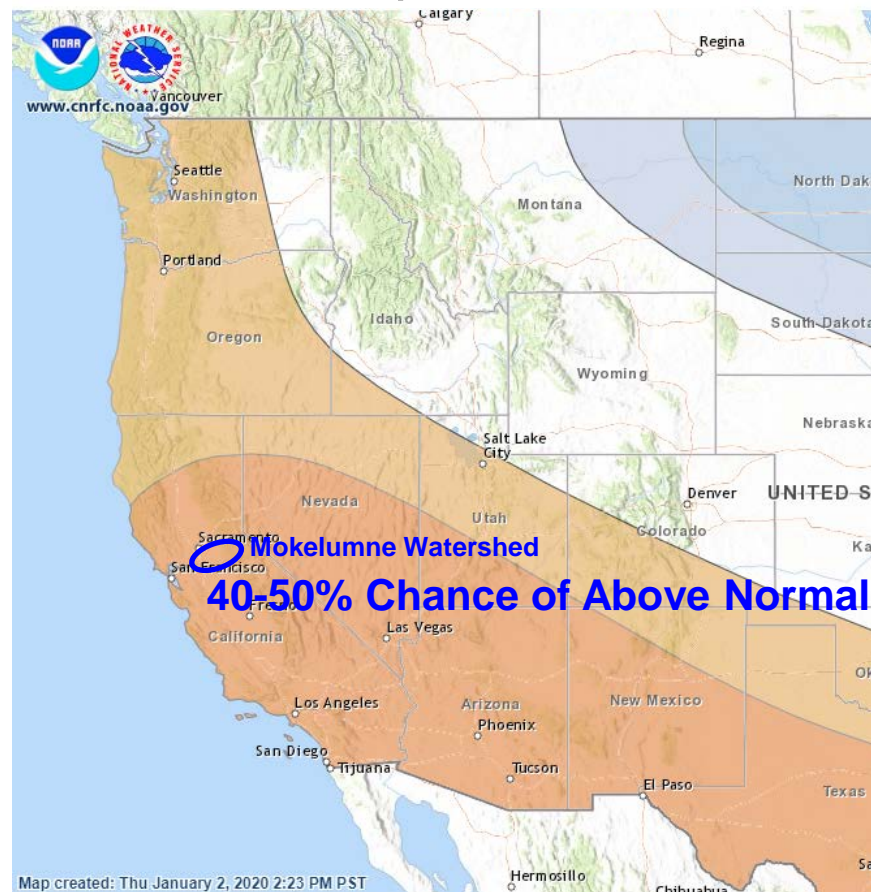 Calgary
Regina
NOAA
NATIONAL WEATHER SERVICE
Vancouver
www.cnrfc.noaa.gov
Seattle
Washington
North Dak
Montana
Portland
Idaho
South Dakota
Oregon
Wyoming
Nebraska
Salt Lake
City
Denver
UNITED S
Nevada
Utah
Colorado
Sacramento
Mokelumne Watershed
Ka
San Francisco
40-50% Chance of Above Normal
Fresno
Las Vegas
California
Ok
Los Angeles
Arizona
New Mexico
Phoenix
San Diego
Tijuana
Tucson
El Paso
Texas
Sa
Map created: Thu January 2, 2020 2:23 PM PST
Hermosillo
Chihuahua